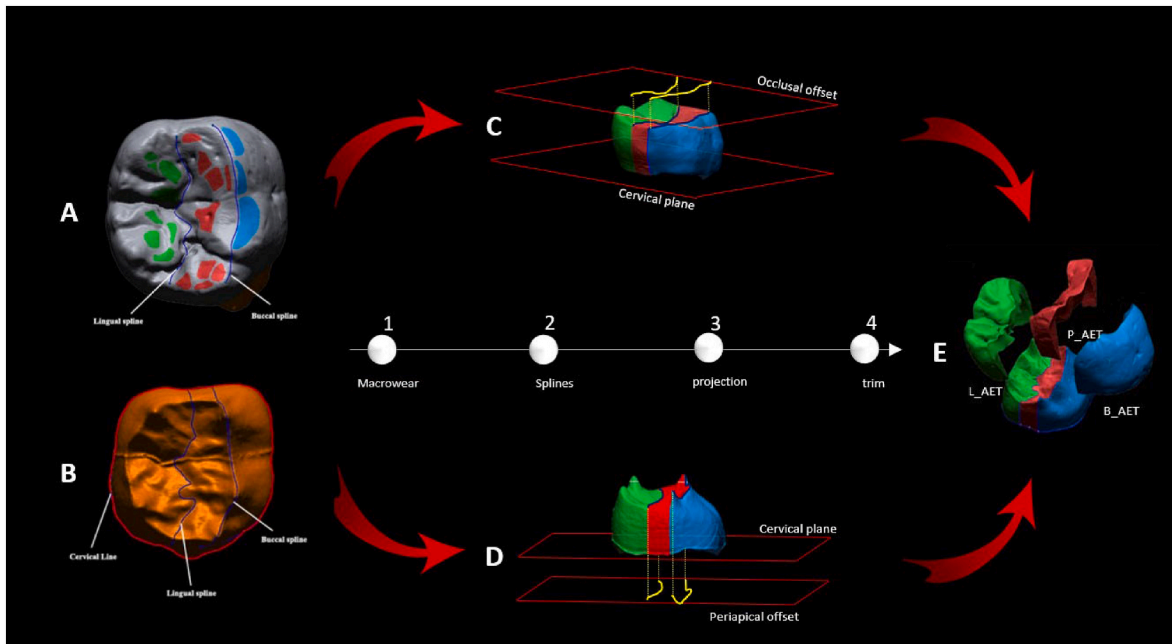 A
Lingual spline
Buccal spline
C
Occlusal offset
Cervical plane
1
2
3
4
Macrowear
Splines
projection
trim
E
P_AET
L_AET
B_AET
B
Cervical Line
Lingual spline
Buccal spline
D
Cervical plane
Periapical offset